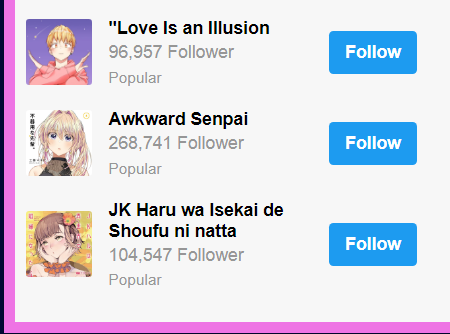 "Love Is an Illusion
96,957 Follower
Popular
Follow
Awkward Senpai
268,741 Follower
Popular
Follow
JK Haru wa Isekai de
Shoufu ni natta
104,547 Follower
Popular
Follow